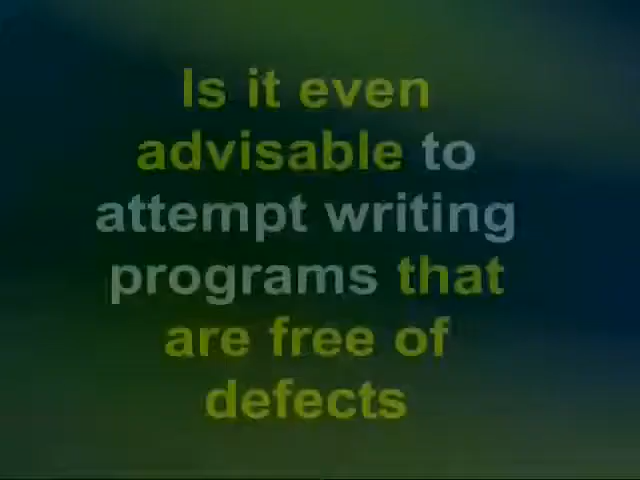 Is it even
advisable to
attempt writing
programs that
are free of
defects